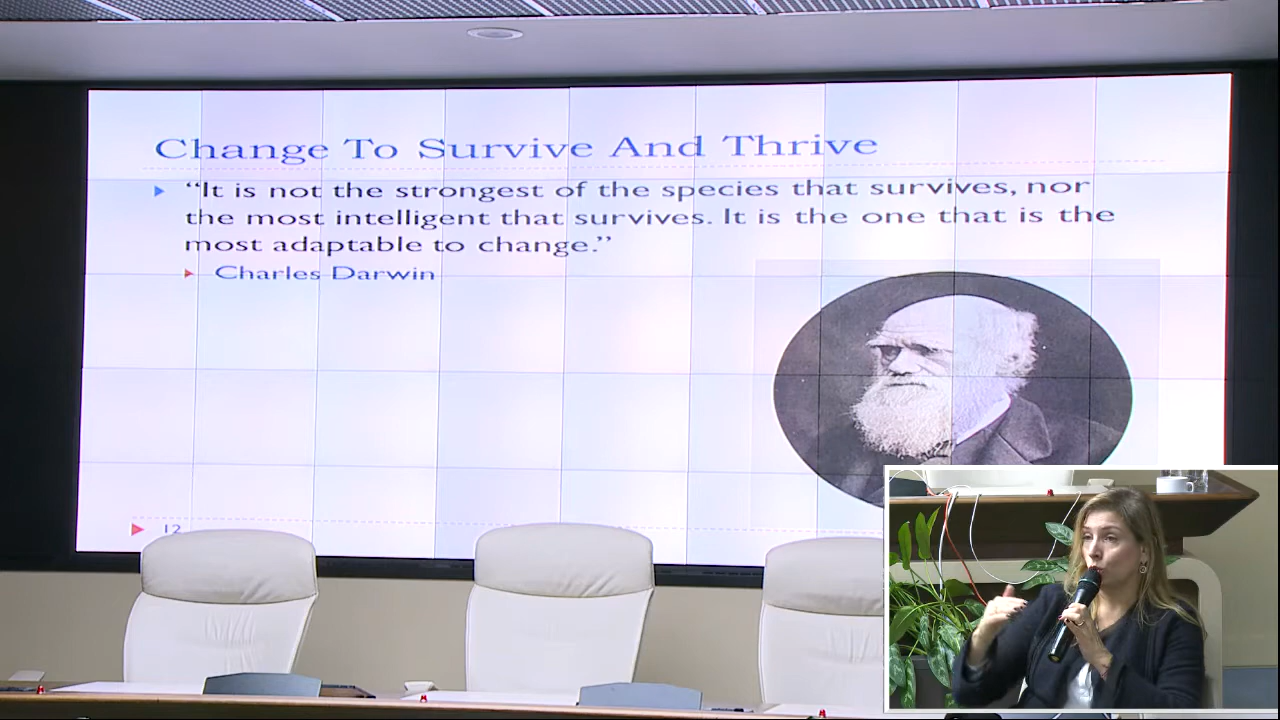 Change To Survive And Thrive
“It is not the strongest of the species that survives, nor
the most intelligent that survives. It is the one that is the
most adaptable to change.”
Charles Darwin
12